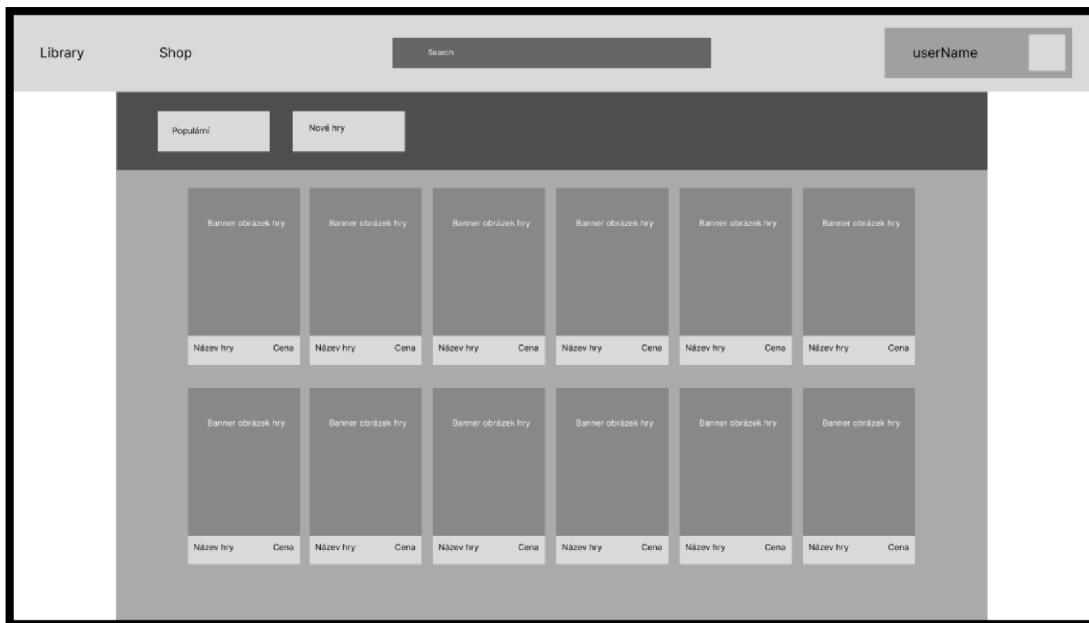 Library Shop Search userName
Populární Nové hry
Banner obrázek hry Banner obrázek hry Banner obrázek hry Banner obrázek hry Banner obrázek hry Banner obrázek hry
Název hry Cena Název hry Cena Název hry Cena Název hry Cena Název hry Cena Název hry Cena
Banner obrázek hry Banner obrázek hry Banner obrázek hry Banner obrázek hry Banner obrázek hry Banner obrázek hry
Název hry Cena Název hry Cena Název hry Cena Název hry Cena Název hry Cena Název hry Cena